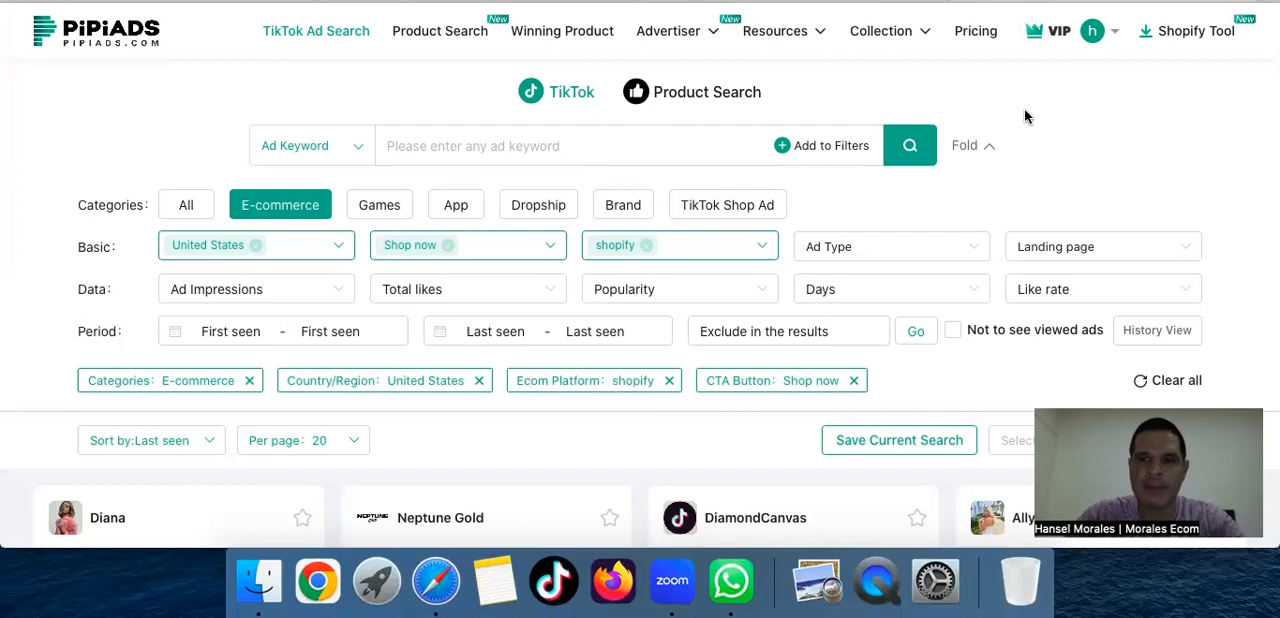 PiPiADS
PIPIADS.COM
TikTok Ad Search
Product Search
New
Winning Product
Advertiser
New
Resources
Collection
Pricing
VIP
h
Shopify Tool
New
TikTok
Product Search
Ad Keyword
Please enter any ad keyword
Add to Filters
Fold
Categories:
All
E-commerce
Games
App
Dropship
Brand
TikTok Shop Ad
Basic:
United States
Shop now
shopify
Ad Type
Landing page
Data:
Ad Impressions
Total likes
Popularity
Days
Like rate
Period:
First seen - First seen
Last seen - Last seen
Exclude in the results
Go
Not to see viewed ads
History View
Categories: E-commerce
Country/Region: United States
Ecom Platform: shopify
CTA Button: Shop now
Clear all
Sort by:Last seen
Per page: 20
Save Current Search
Selec
Diana
NEPTUNE
Neptune Gold
DiamondCanvas
Ally
Hansel Morales | Morales Ecom
zoom